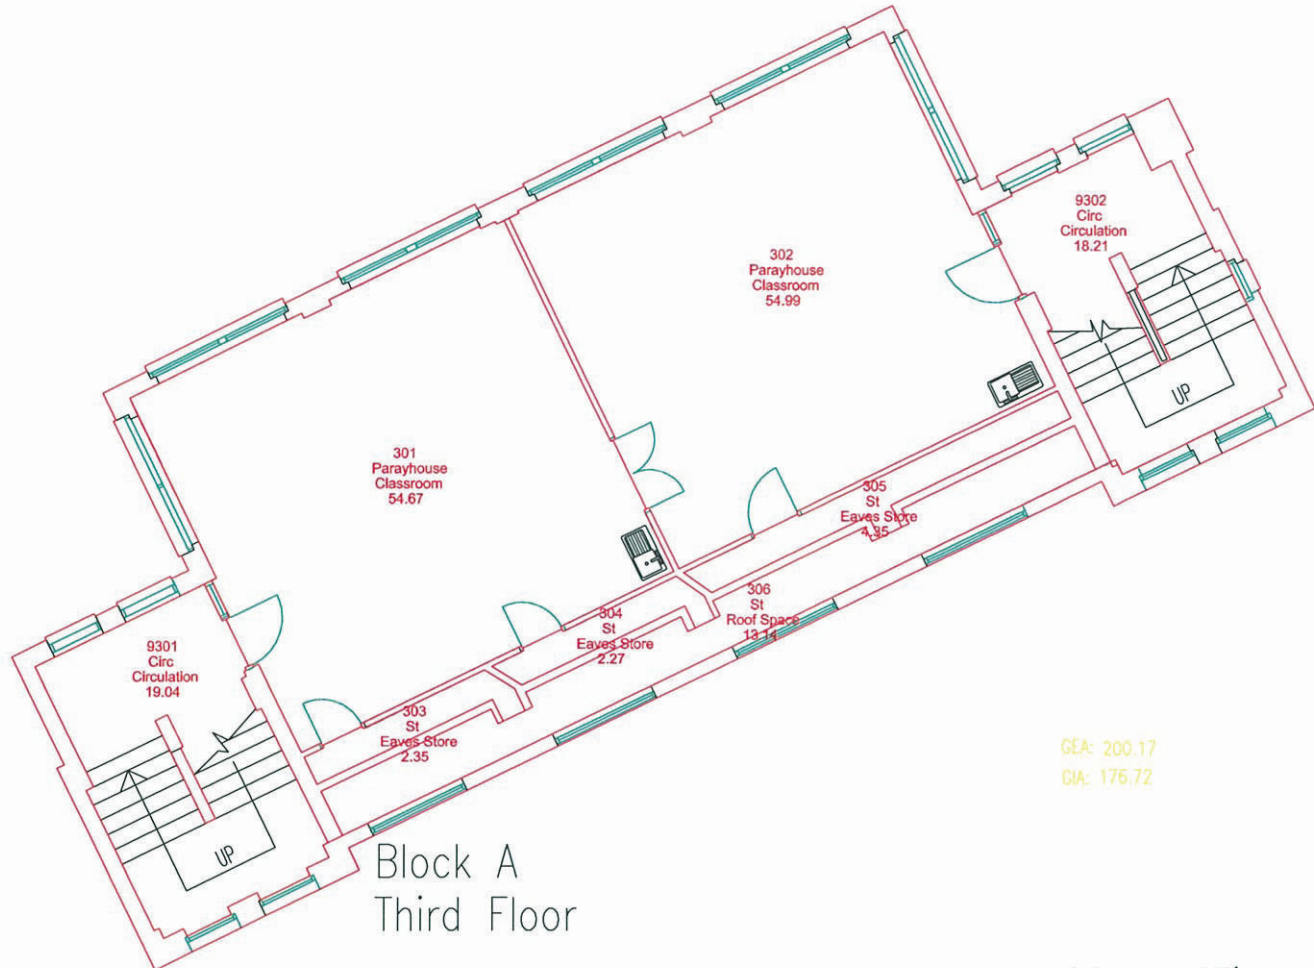 302
Parayhouse
Classroom
54.99
9302
Circ
Circulation
18.21
UP
301
Parayhouse
Classroom
54.67
305
St
Eaves Store
4.35
306
St
Roof Space
13.14
304
St
Eaves Store
2.27
9301
Circ
Circulation
19.04
303
St
Eaves Store
2.35
UP
GEA: 200.17
GIA: 176.72
Block A
Third Floor